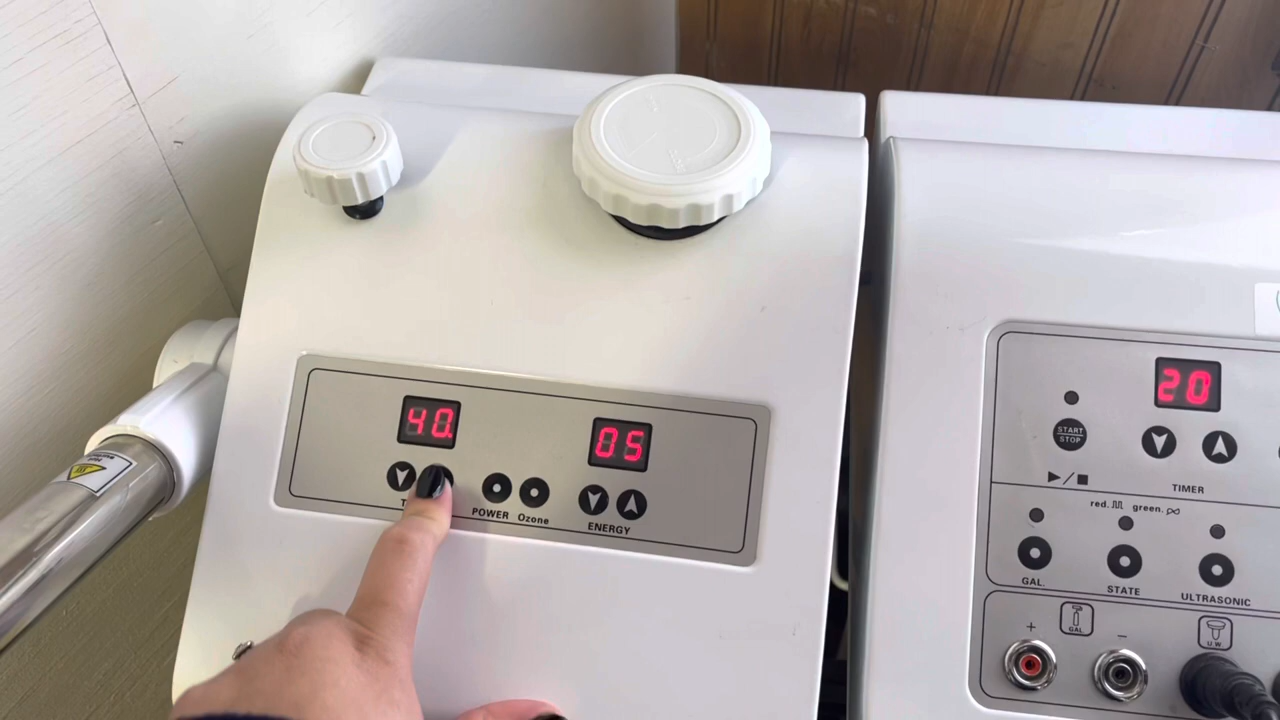 40.
05
POWER
Ozone
ENERGY
20
START
STOP
TIMER
red.
green.
GAL.
STATE
ULTRASONIC
+
−
GAL
U.W